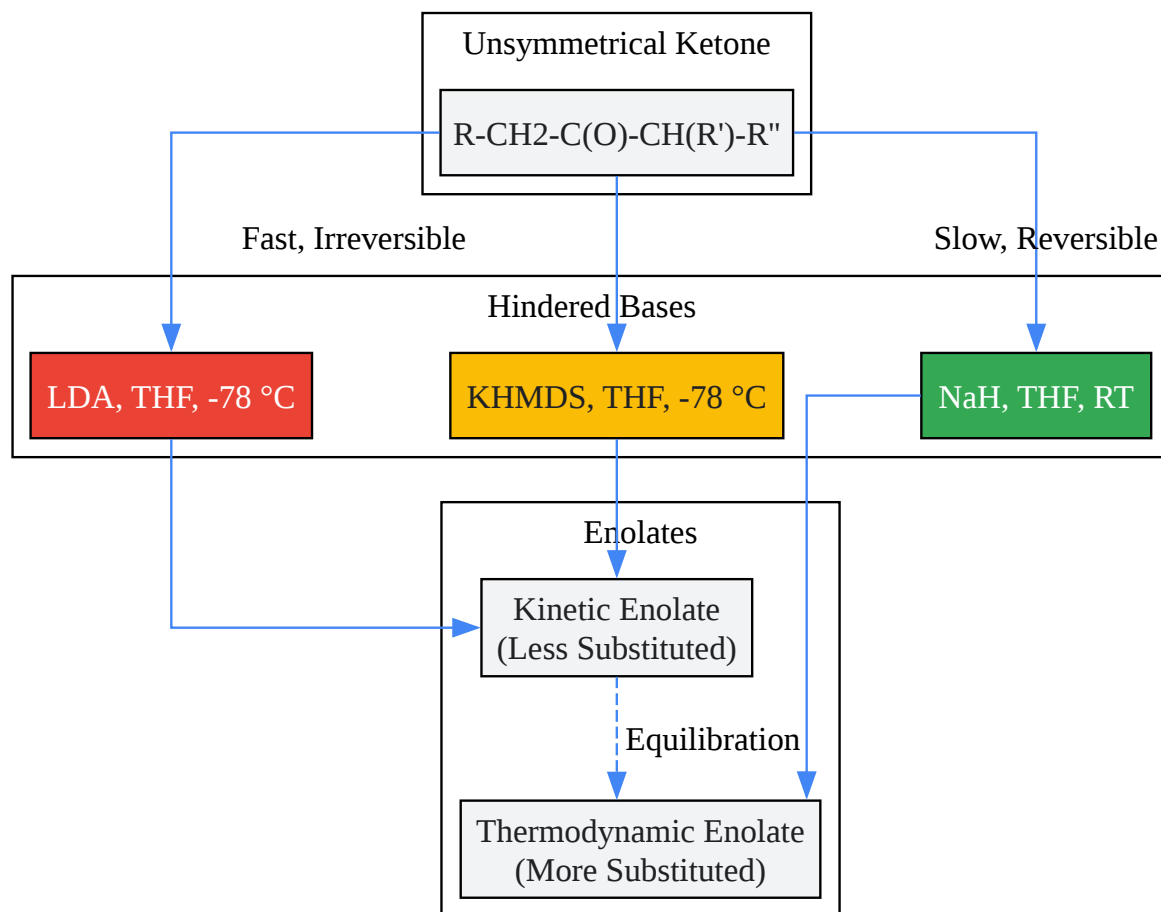 Unsymmetrical Ketone
R-CH2-C(O)-CH(R')-R"
Fast, Irreversible
Slow, Reversible
Hindered Bases
LDA, THF, -78 °C
KHMDS, THF, -78 °C
NaH, THF, RT
Enolates
Kinetic Enolate
(Less Substituted)
Equilibration
Thermodynamic Enolate
(More Substituted)